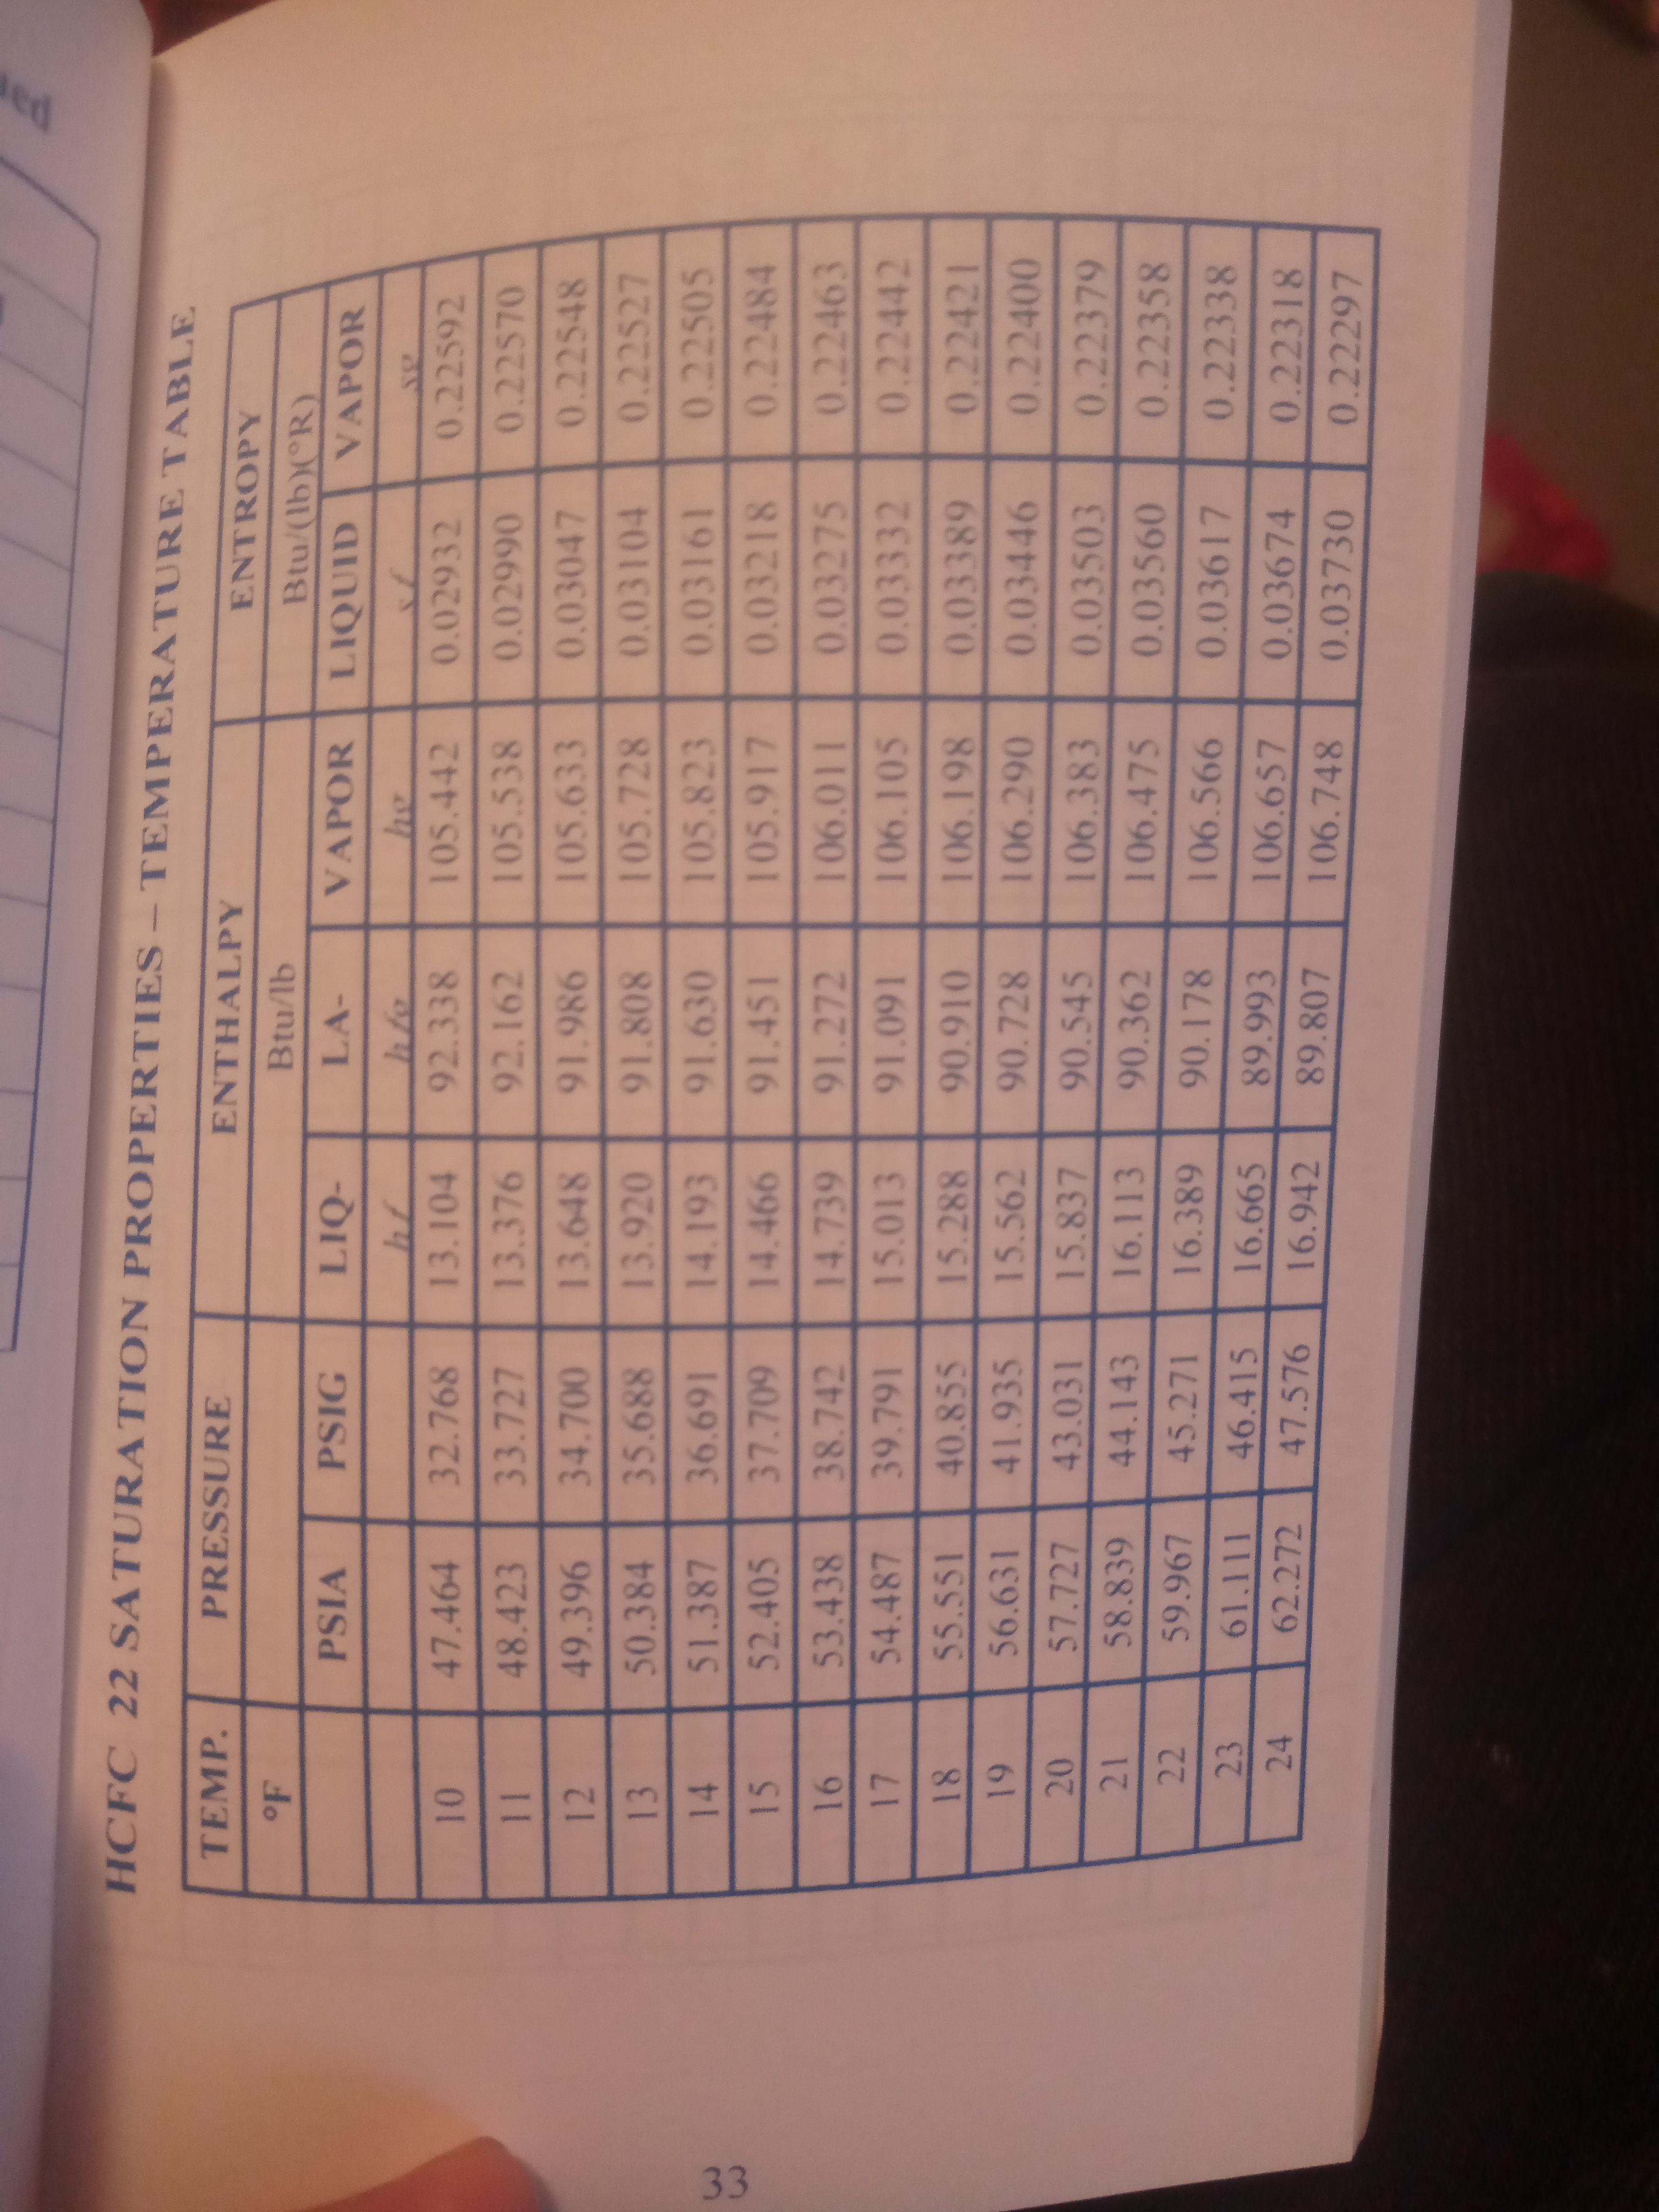 ued
HCFC 22 SATURATION PROPERTIES – TEMPERATURE TABLE
TEMP. PRESSURE ENTHALPY ENTROPY
°F Btu/lb Btu/(lb)(°R)
PSIA PSIG LIQ- LA- VAPOR LIQUID VAPOR
hf hfg hg sf sg
10 47.464 32.768 13.104 92.338 105.442 0.02932 0.22592
11 48.423 33.727 13.376 92.162 105.538 0.02990 0.22570
12 49.396 34.700 13.648 91.986 105.633 0.03047 0.22548
13 50.384 35.688 13.920 91.808 105.728 0.03104 0.22527
14 51.387 36.691 14.193 91.630 105.823 0.03161 0.22505
15 52.405 37.709 14.466 91.451 105.917 0.03218 0.22484
16 53.438 38.742 14.739 91.272 106.011 0.03275 0.22463
17 54.487 39.791 15.013 91.091 106.105 0.03332 0.22442
18 55.551 40.855 15.288 90.910 106.198 0.03389 0.22421
19 56.631 41.935 15.562 90.728 106.290 0.03446 0.22400
20 57.727 43.031 15.837 90.545 106.383 0.03503 0.22379
21 58.839 44.143 16.113 90.362 106.475 0.03560 0.22358
22 59.967 45.271 16.389 90.178 106.566 0.03617 0.22338
23 61.111 46.415 16.665 89.993 106.657 0.03674 0.22318
24 62.272 47.576 16.942 89.807 106.748 0.03730 0.22297
33